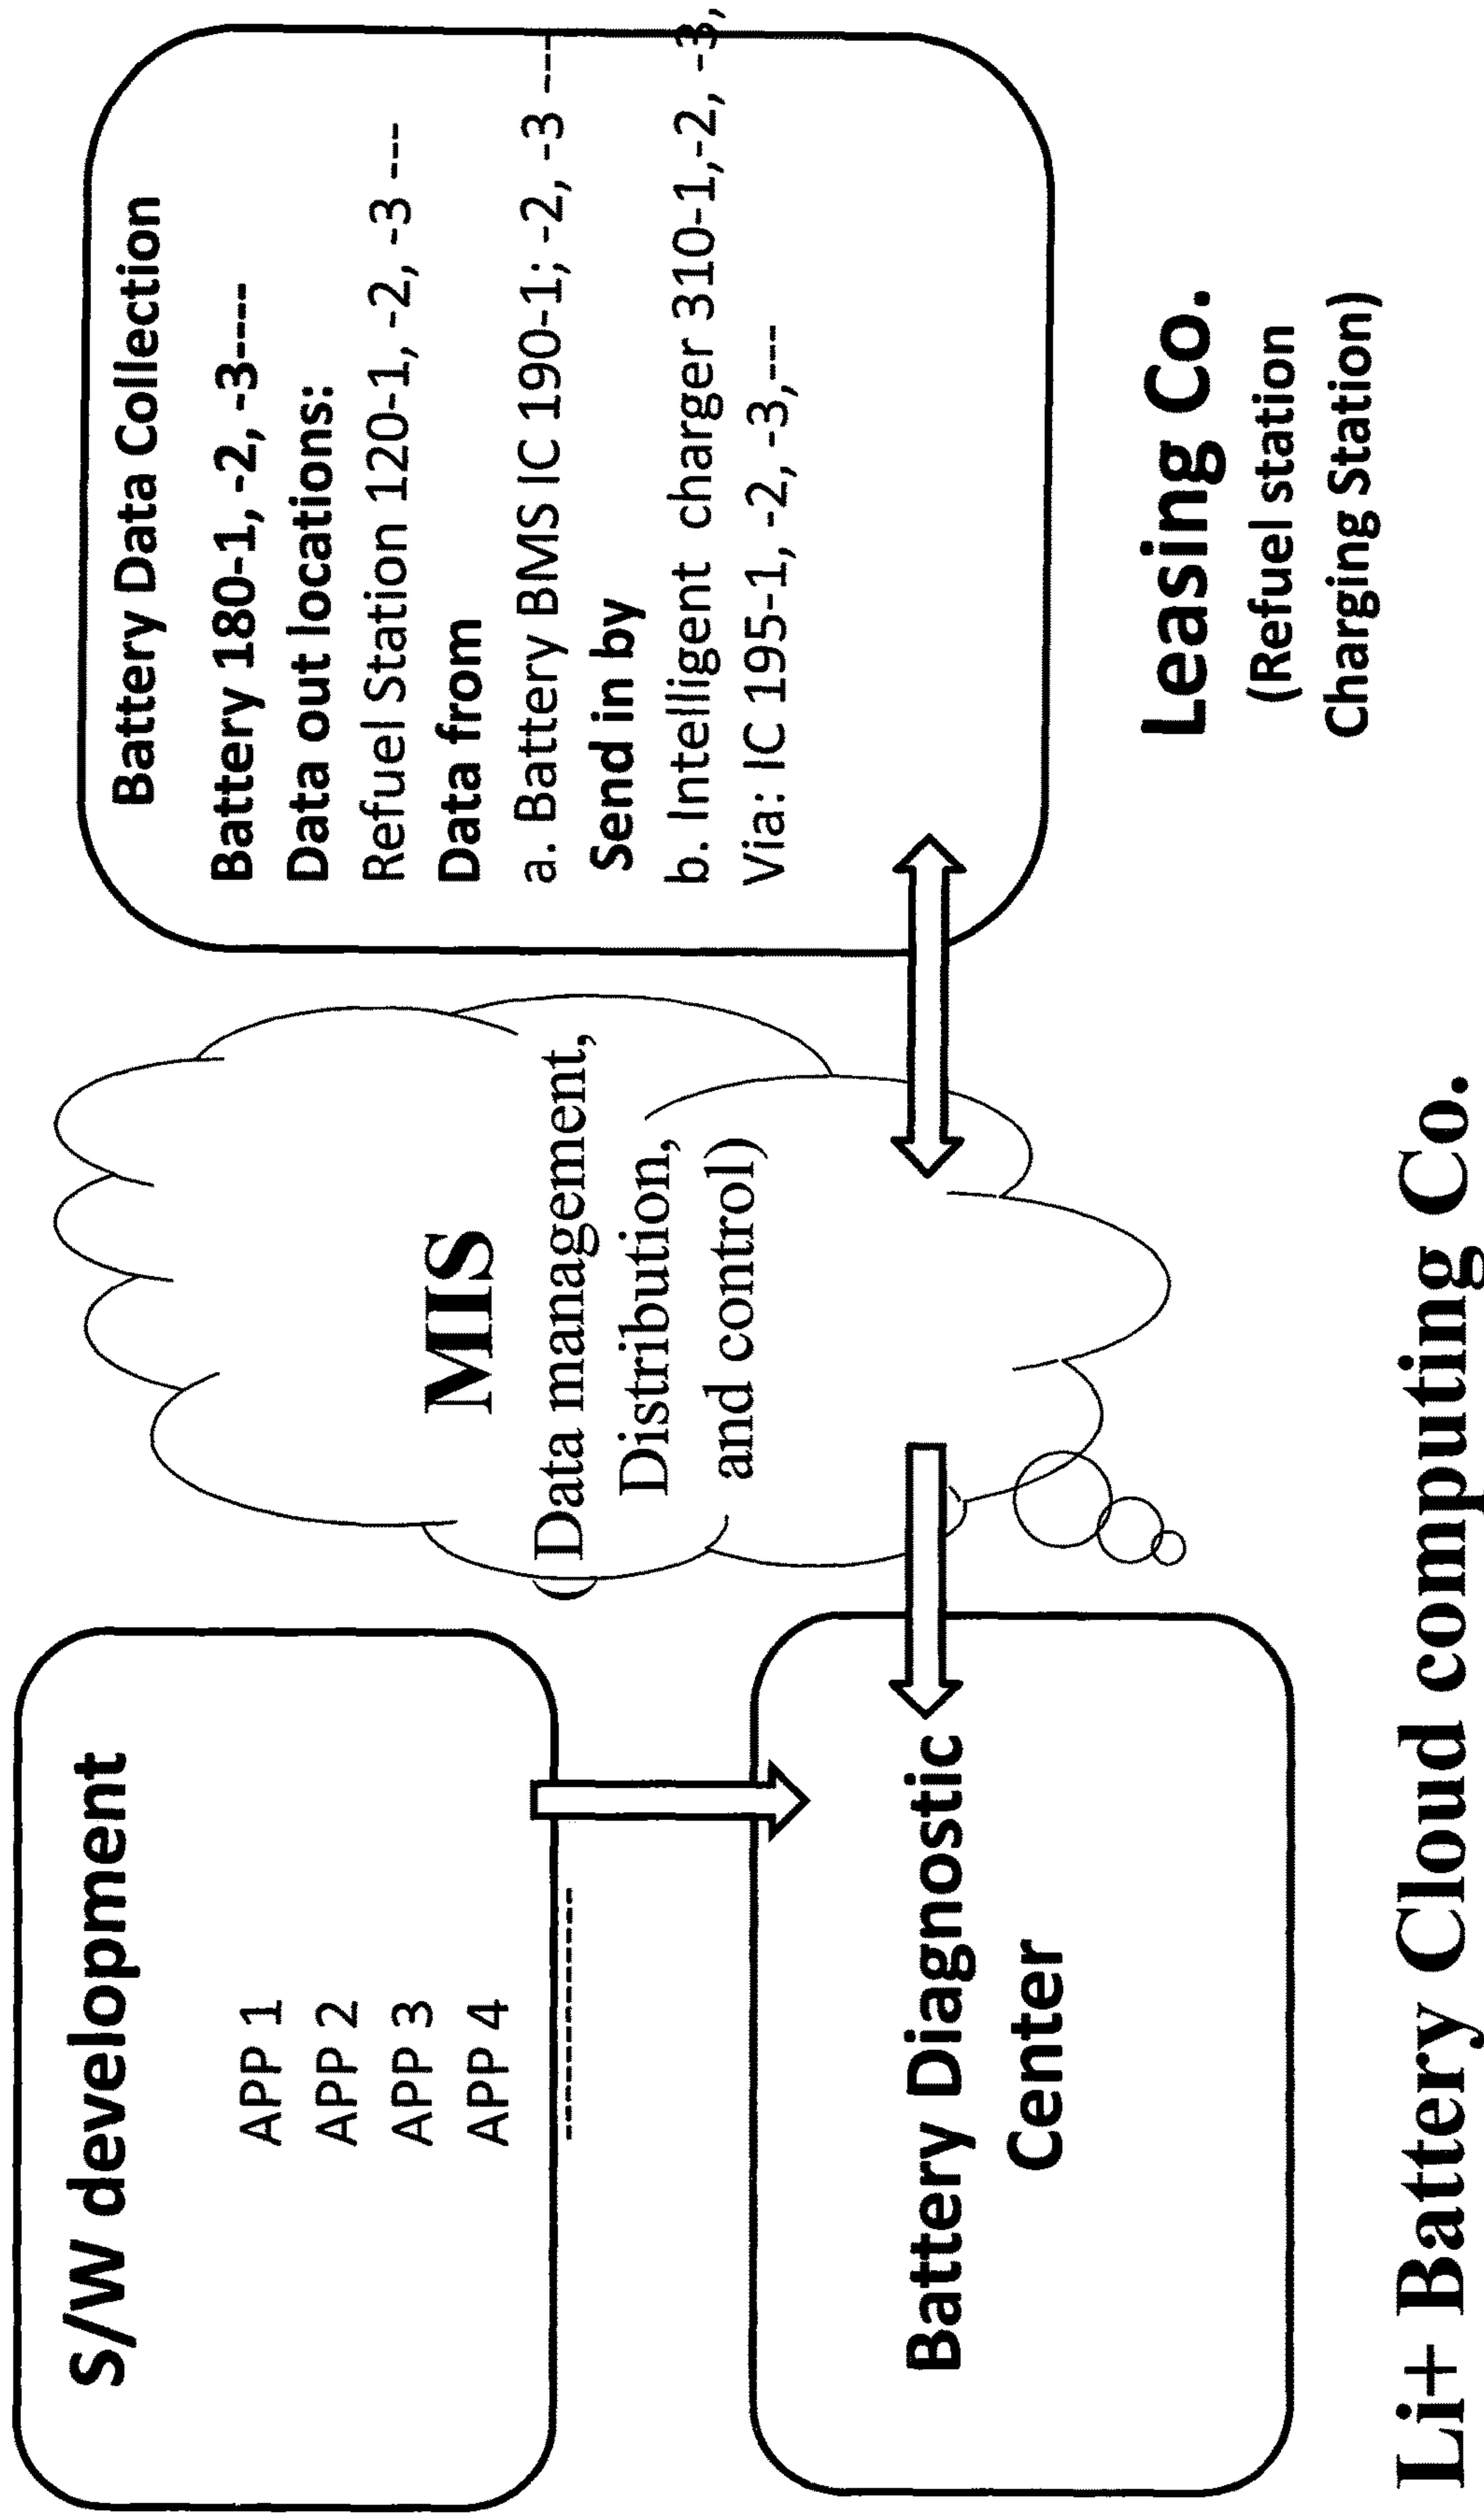 S/W development
APP 1
APP 2
APP 3
APP 4
-----------
Battery Diagnostic
Center
MIS
( Data management,
Distribution,
and control)
Battery Data Collection
Battery 180-1, -2, -3----
Data out locations:
Refuel Station 120-1, -2, -3 ---
Data from
a. Battery BMS IC 190-1; -2, -3 ---
Send in by
b. Intelligent charger 310-1,-2, -3,
Via: IC 195-1, -2, -3,---
Leasing Co.
(Refuel station
Charging Station)
Li+ Battery Cloud computing Co.